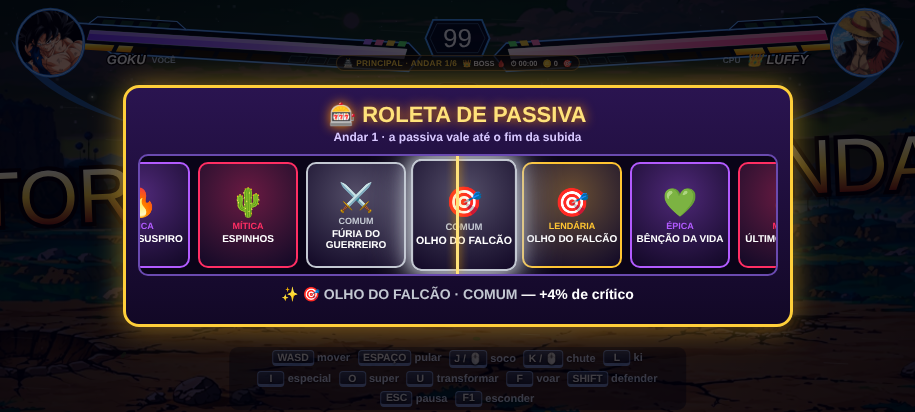 99
GOKU VOCÊ
CPU LUFFY
PRINCIPAL · ANDAR 1/6 BOSS 00:00 0
ROLETA DE PASSIVA
Andar 1 · a passiva vale até o fim da subida
SUSPIRO
MÍTICA
ESPINHOS
COMUM
FÚRIA DO
GUERREIRO
COMUM
OLHO DO FALCÃO
LENDÁRIA
OLHO DO FALCÃO
ÉPICA
BÊNÇÃO DA VIDA
OLHO DO FALCÃO · COMUM — +4% de crítico
WASD mover ESPAÇO pular J / soco K / chute L ki
I especial O super U transformar F voar SHIFT defender
ESC pausa F1 esconder